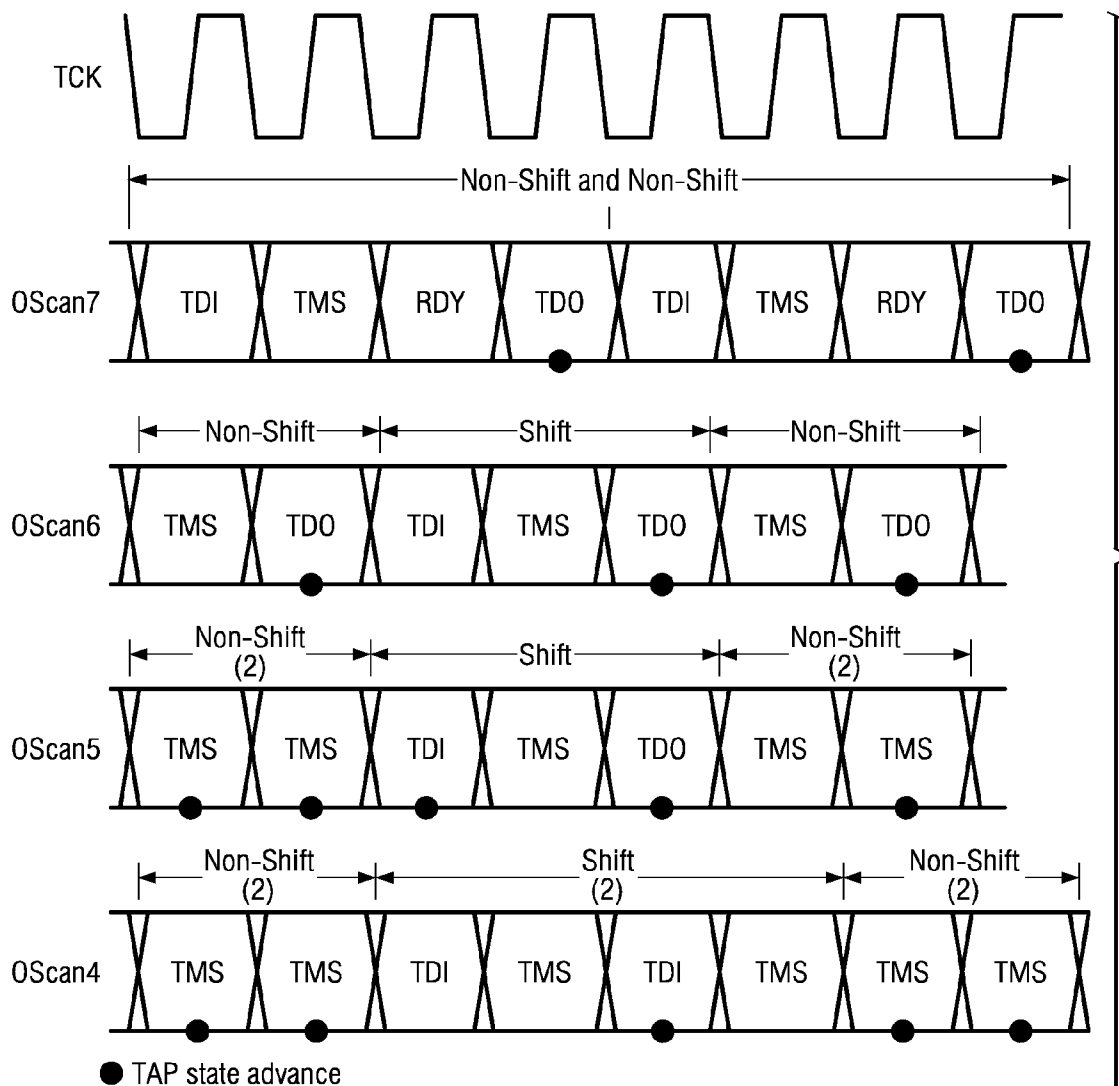 TCK
Non-Shift and Non-Shift
OScan7 TDI TMS RDY TDO TDI TMS RDY TDO
Non-Shift Shift Non-Shift
OScan6 TMS TDO TDI TMS TDO TMS TDO
Non-Shift (2) Shift Non-Shift (2)
OScan5 TMS TMS TDI TMS TDO TMS TMS
Non-Shift (2) Shift (2) Non-Shift (2)
OScan4 TMS TMS TDI TMS TDI TMS TMS TMS
TAP state advance